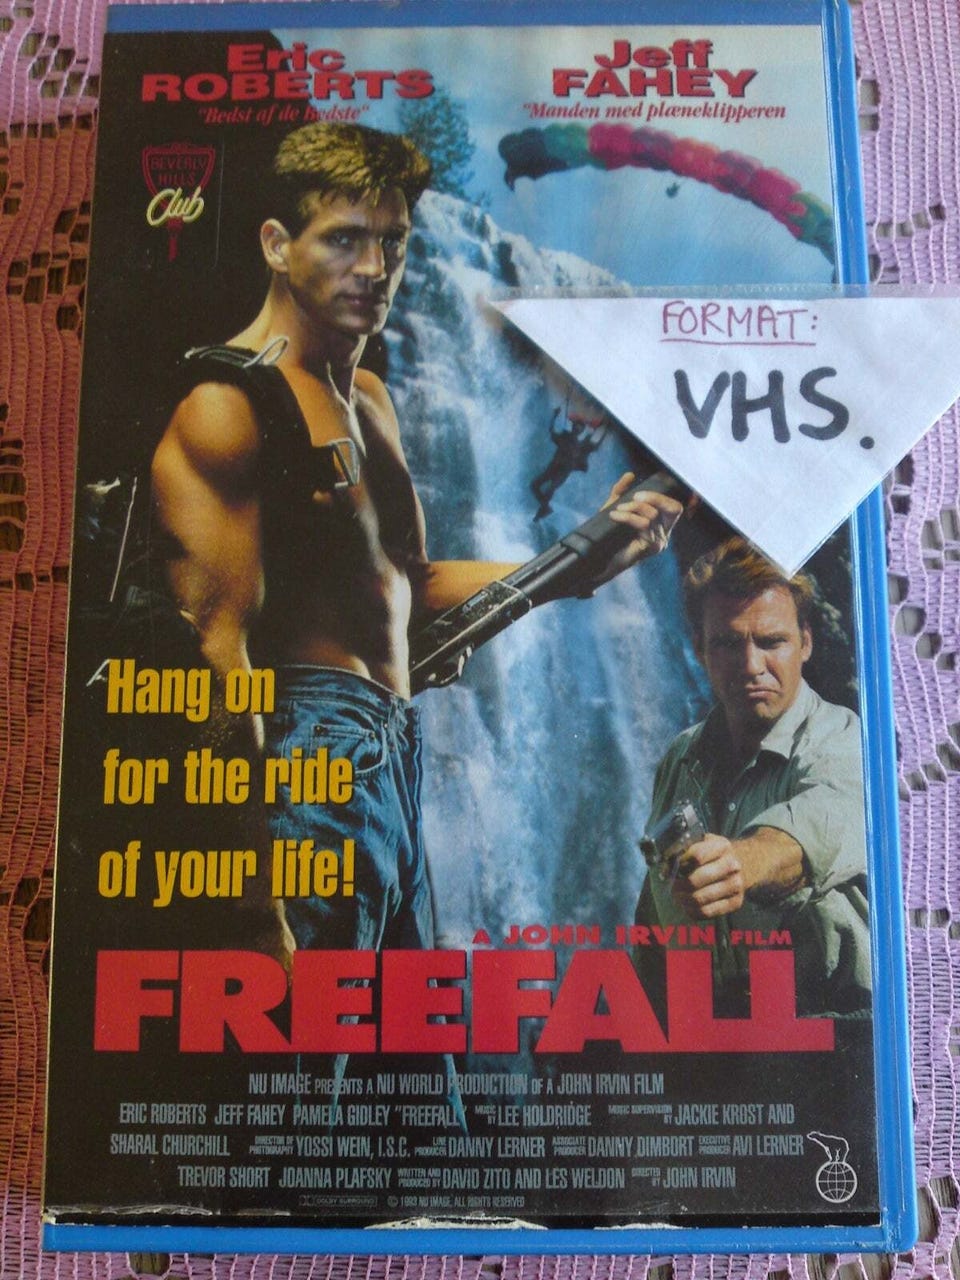 Eric
ROBERTS
"Bedst af de bedste"
Jeff
FAHEY
"Manden med plæneklipperen
BEVERLY
HILLS
Club
FORMAT:
VHS.
Hang on
for the ride
of your life!
A JOHN IRVIN FILM
FREEFALL
NU IMAGE PRESENTS A NU WORLD PRODUCTION OF A JOHN IRVIN FILM
ERIC ROBERTS JEFF FAHEY PAMELA GIDLEY "FREEFALL" MUSIC BY LEE HOLDRIDGE MUSIC SUPERVISION BY JACKIE KROST AND
SHARAL CHURCHILL DIRECTOR OF PHOTOGRAPHY YOSSI WEIN, I.S.C. LINE PRODUCER DANNY LERNER ASSOCIATE PRODUCER DANNY DIMBORT EXECUTIVE PRODUCERS AVI LERNER
TREVOR SHORT JOANNA PLAFSKY WRITTEN AND PRODUCED BY DAVID ZITO AND LES WELDON DIRECTED BY JOHN IRVIN
DOLBY SURROUND © 1993 NU IMAGE, ALL RIGHTS RESERVED